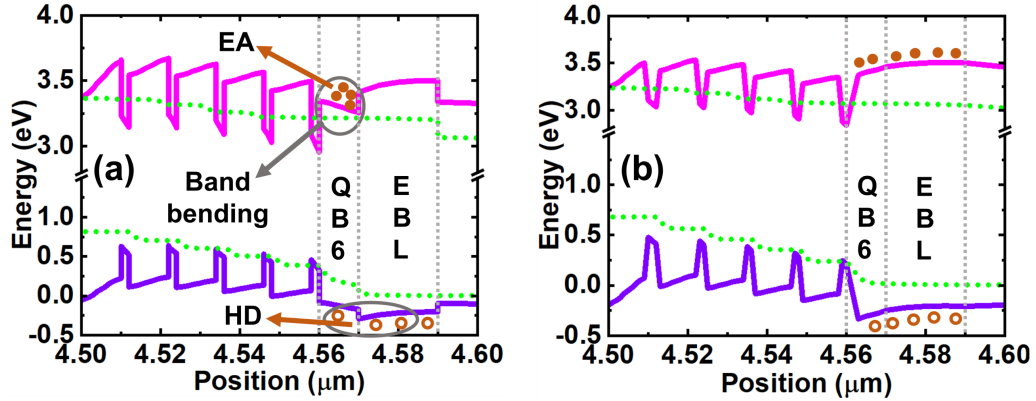 4.0
EA
3.5
3.0
(a)
Band
bending
Q
B
6
E
B
L
Energy (eV)
1.0
0.5
0.0
-0.5
HD
4.50 4.52 4.54 4.56 4.58 4.60
Position (μm)
4.0
3.5
3.0
(b)
Q
B
6
E
B
L
Energy (eV)
1.0
0.5
0.0
-0.5
4.50 4.52 4.54 4.56 4.58 4.60
Position (μm)